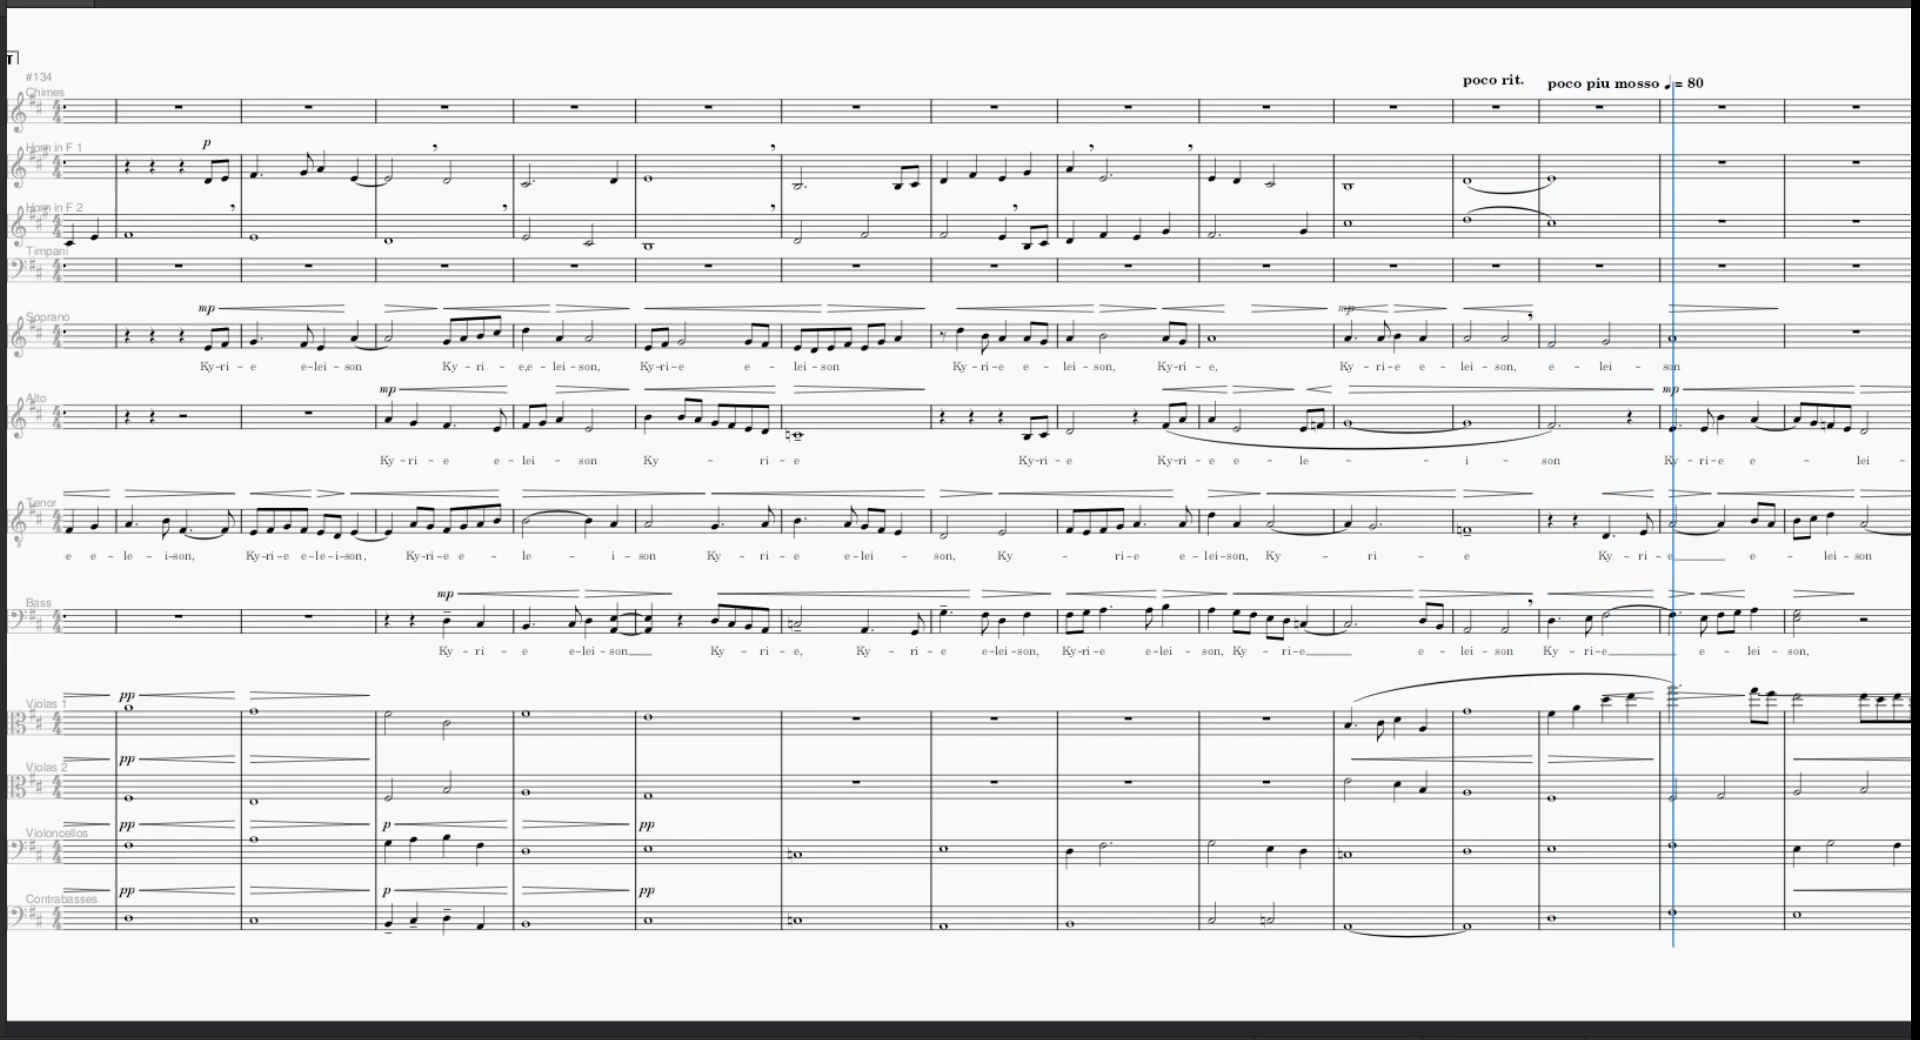 T
#134
poco rit. poco piu mosso ♩= 80
Chimes
Horn in F 1
p
Horn in F 2
Timpani
mp mp
Soprano
Ky-ri-e e-lei-son Ky-ri-e,e-lei-son, Ky-ri-e e-lei-son Ky-ri-e e-lei-son, Ky-ri-e, Ky-ri-e e-lei-son, e-lei-son
mp mp
Alto
Ky-ri-e e-lei-son Ky-ri-e Ky-ri-e Ky-ri-e e-le-i-son Ky-ri-e e-lei-
Tenor
e e-le-i-son, Ky-ri-e e-le-i-son, Ky-ri-e e-le-i-son Ky-ri-e e-lei-son, Ky-ri-e e-lei-son, Ky-ri-e Ky-ri-e e-lei-son
mp
Bass
Ky-ri-e e-lei-son Ky-ri-e, Ky-ri-e e-lei-son, Ky-ri-e e-lei-son, Ky-ri-e e-lei-son Ky-ri-e e-lei-son,
pp
Violas 1
pp
Violas 2
pp p pp
Violoncellos
pp p pp
Contrabasses